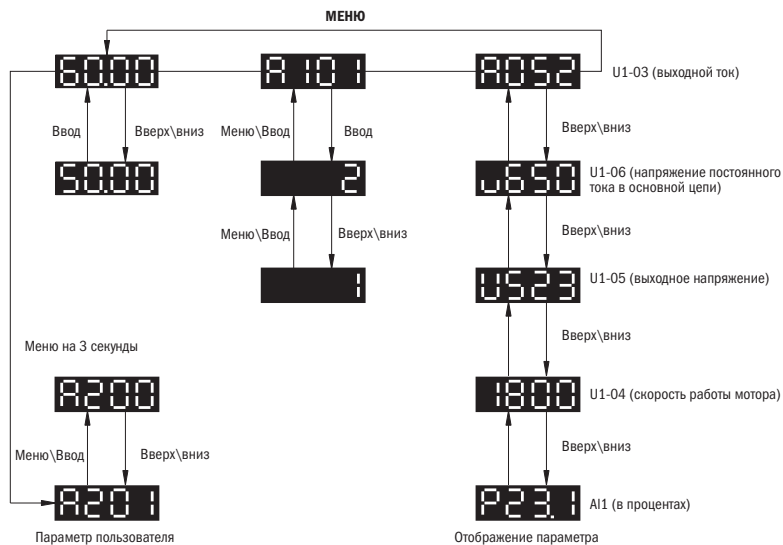 МЕНЮ
60.00
A 101
A052
U1-03 (выходной ток)
Ввод
Вверх\вниз
Меню\Ввод
Ввод
Вверх\вниз
50.00
2
u650
U1-06 (напряжение постоянного
тока в основной цепи)
Меню\Ввод
Вверх\вниз
Вверх\вниз
1
U523
U1-05 (выходное напряжение)
Меню на 3 секунды
Вверх\вниз
A200
1800
U1-04 (скорость работы мотора)
Меню\Ввод
Вверх\вниз
Вверх\вниз
A201
P23.1
AI1 (в процентах)
Параметр пользователя
Отображение параметра